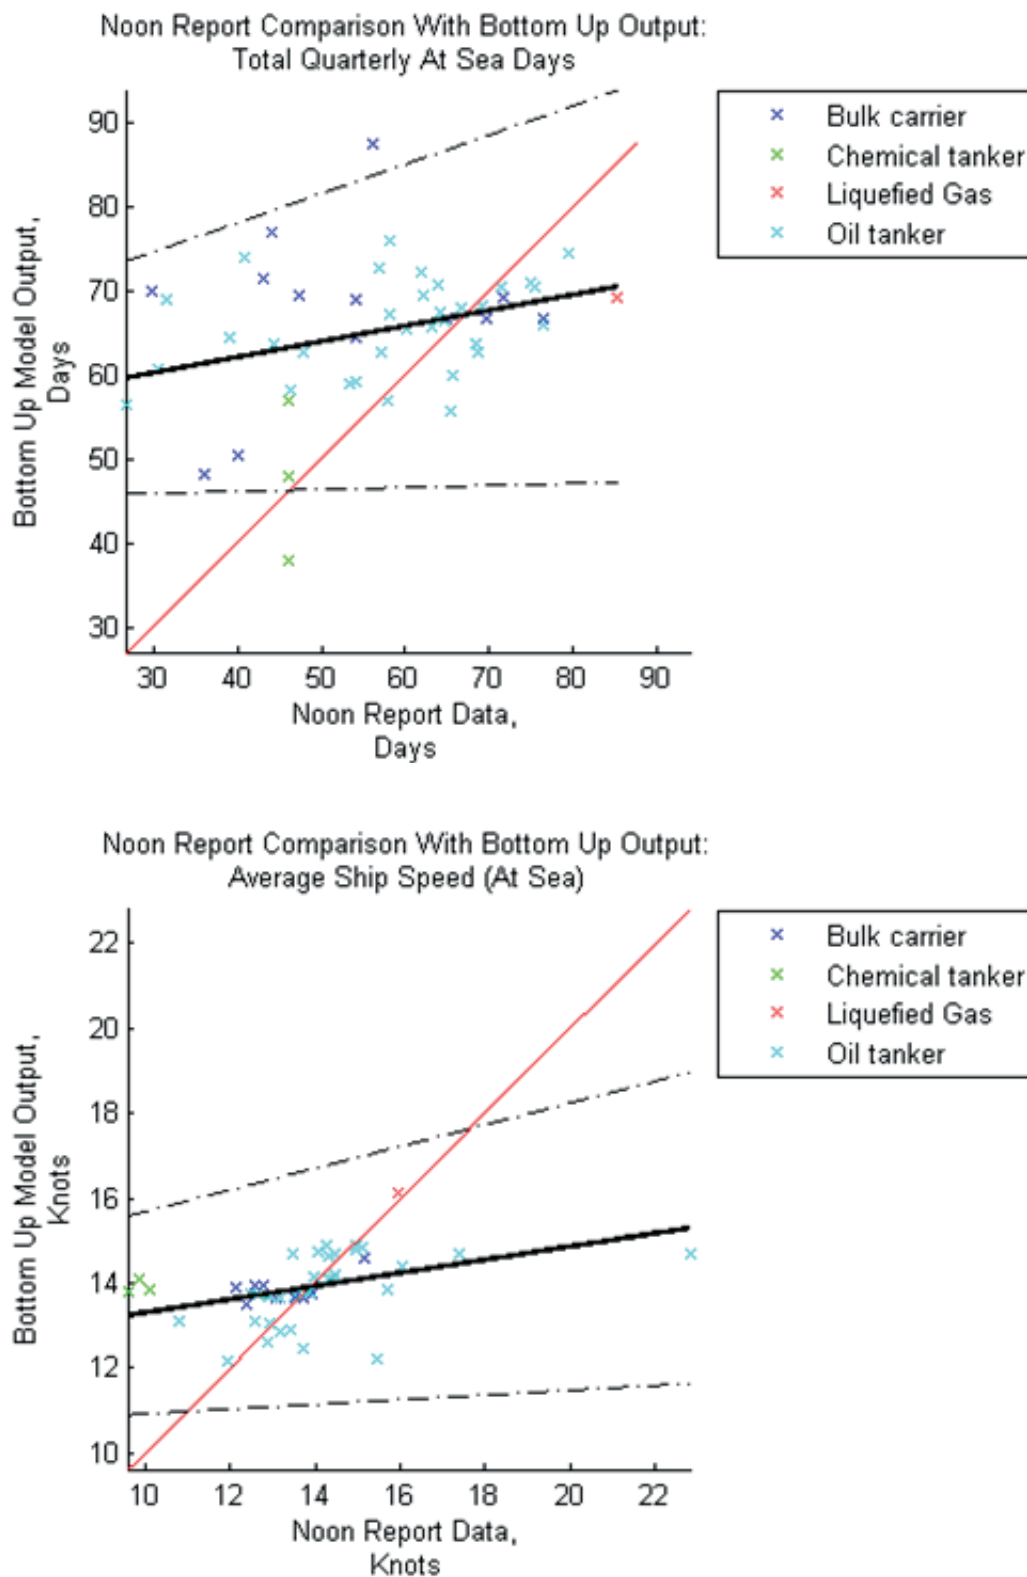 Noon Report Comparison With Bottom Up Output:
Total Quarterly At Sea Days
90
80
70
60
50
40
30
Bottom Up Model Output,
Days
30 40 50 60 70 80 90
Noon Report Data,
Days
Bulk carrier
Chemical tanker
Liquefied Gas
Oil tanker
Noon Report Comparison With Bottom Up Output:
Average Ship Speed (At Sea)
22
20
18
16
14
12
10
Bottom Up Model Output,
Knots
10 12 14 16 18 20 22
Noon Report Data,
Knots
Bulk carrier
Chemical tanker
Liquefied Gas
Oil tanker